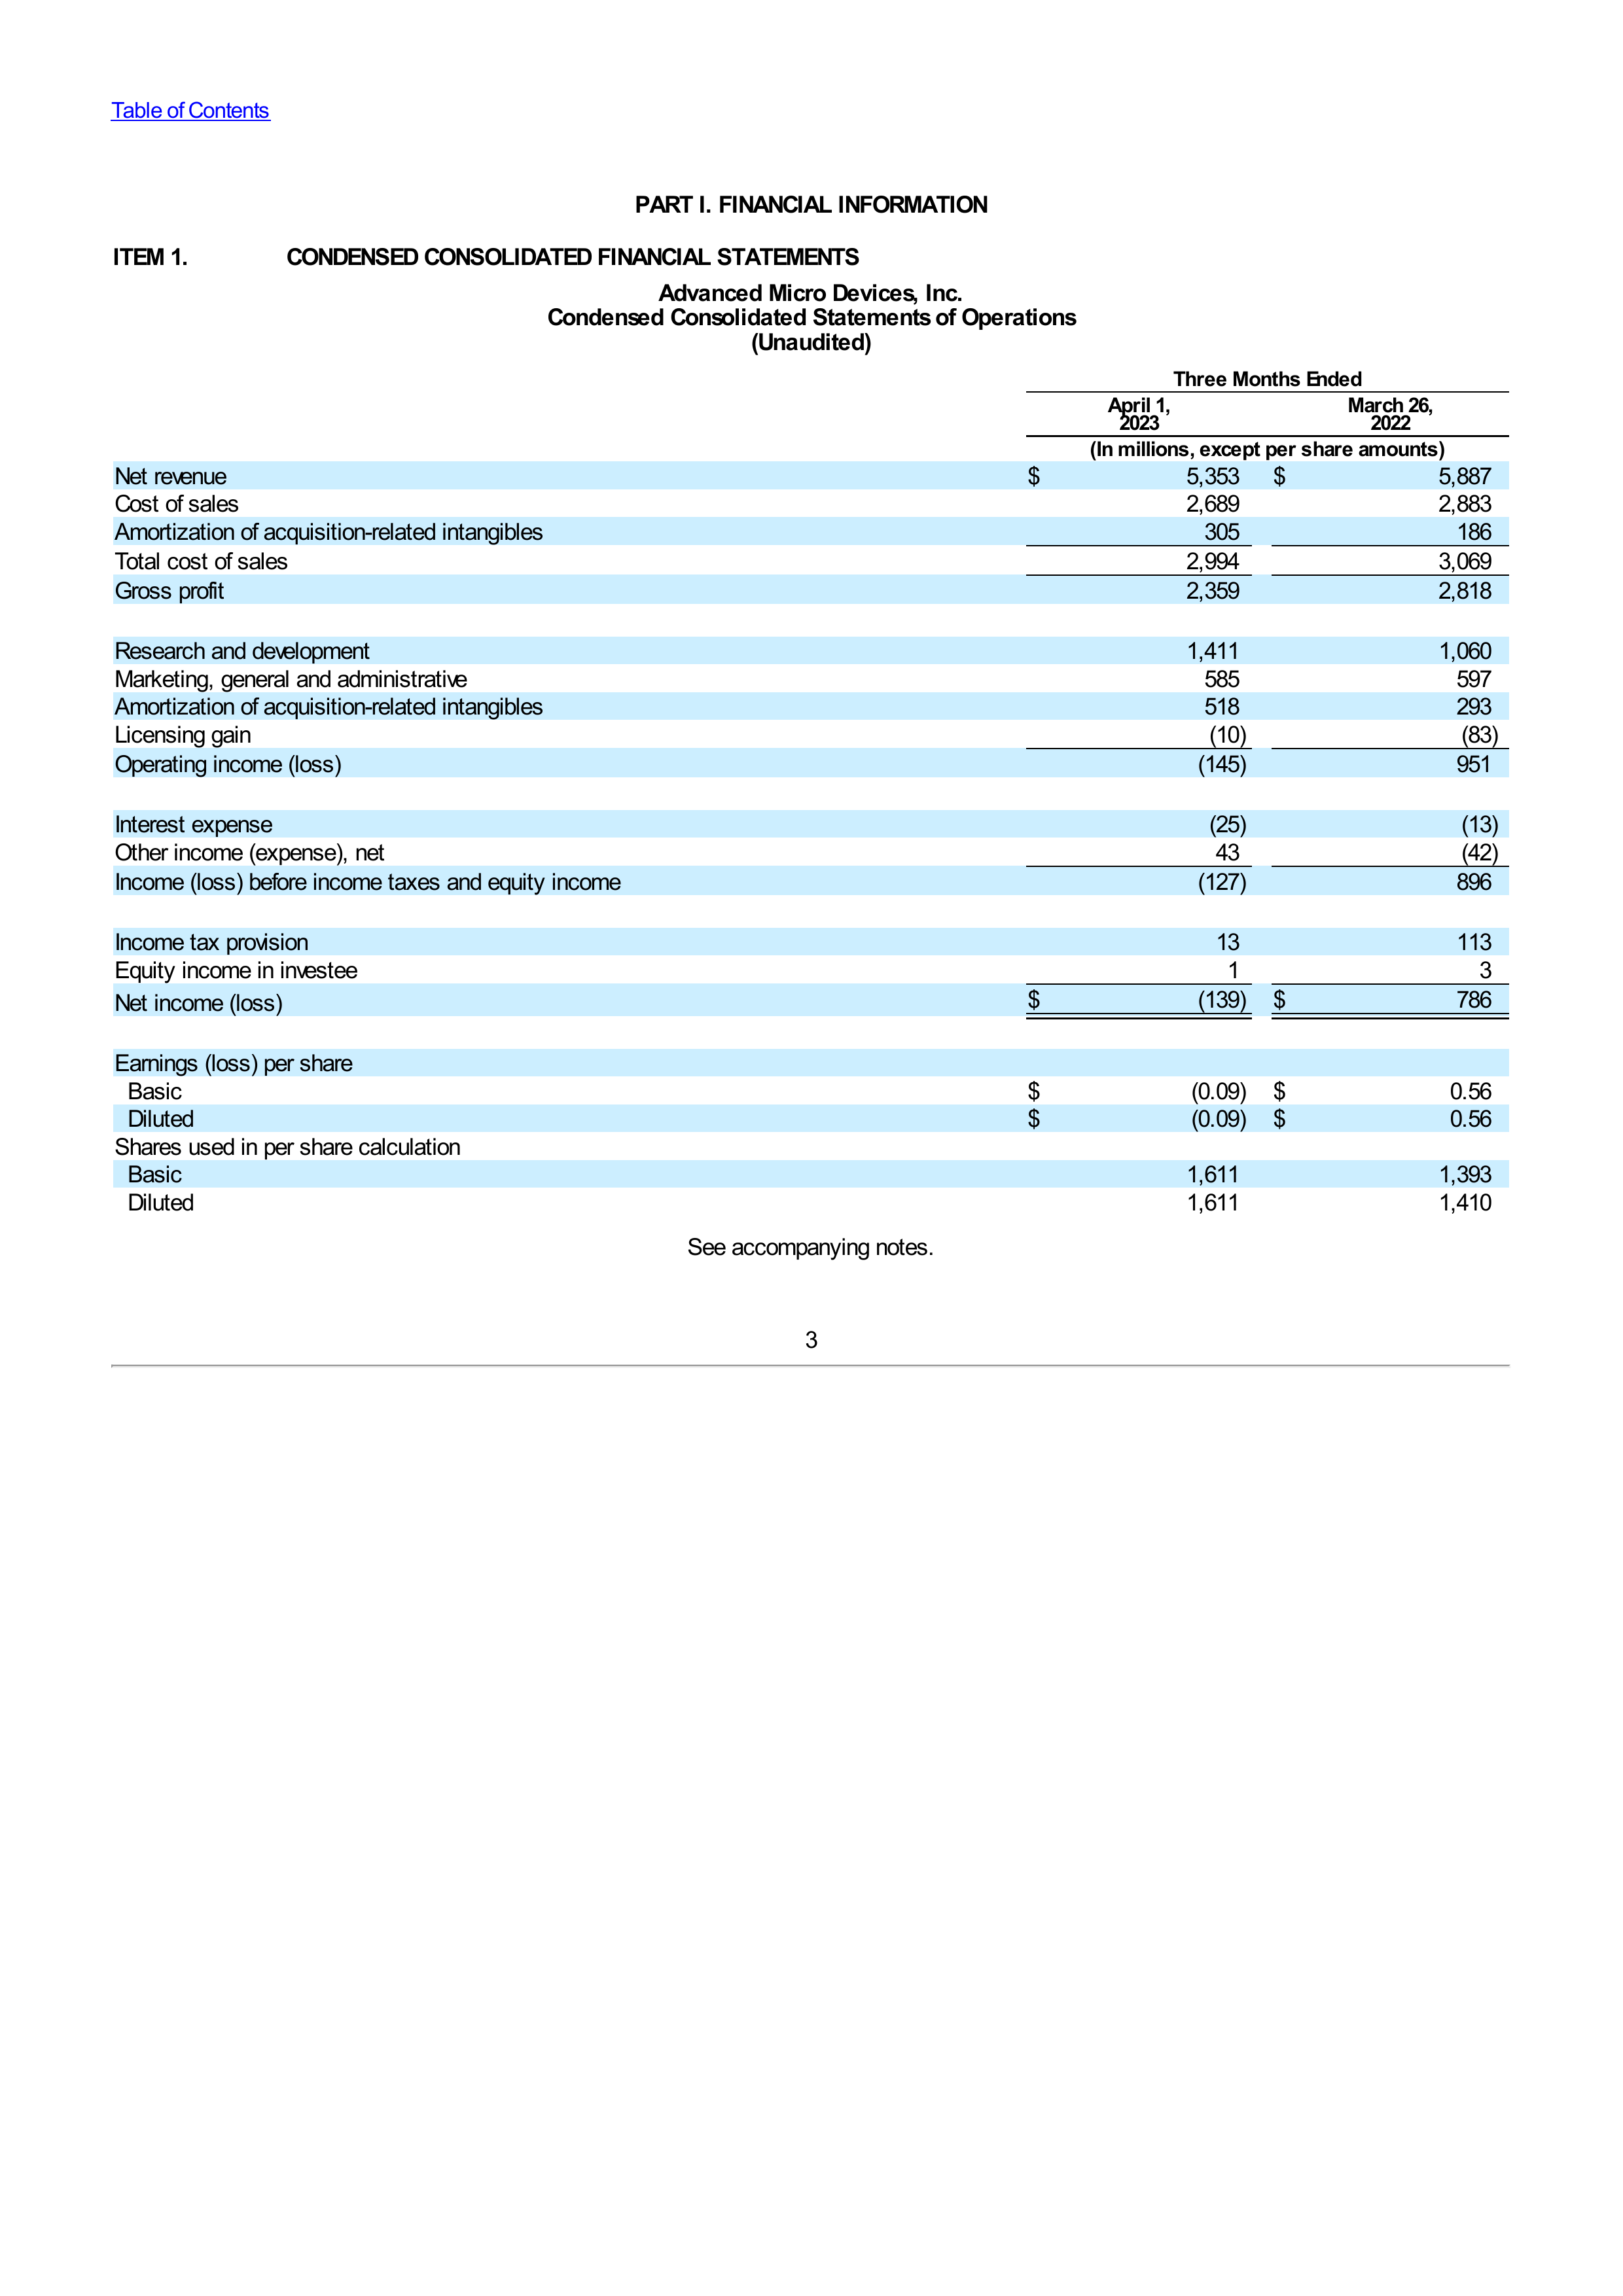 Table of Contents
PART I. FINANCIAL INFORMATION
ITEM 1. CONDENSED CONSOLIDATED FINANCIAL STATEMENTS
Advanced Micro Devices, Inc.
Condensed Consolidated Statements of Operations
(Unaudited)
Three Months Ended
April 1, 2023 March 26, 2022
(In millions, except per share amounts)
Net revenue $ 5,353 $ 5,887
Cost of sales 2,689 2,883
Amortization of acquisition-related intangibles 305 186
Total cost of sales 2,994 3,069
Gross profit 2,359 2,818
Research and development 1,411 1,060
Marketing, general and administrative 585 597
Amortization of acquisition-related intangibles 518 293
Licensing gain (10) (83)
Operating income (loss) (145) 951
Interest expense (25) (13)
Other income (expense), net 43 (42)
Income (loss) before income taxes and equity income (127) 896
Income tax provision 13 113
Equity income in investee 1 3
Net income (loss) $ (139) $ 786
Earnings (loss) per share
Basic $ (0.09) $ 0.56
Diluted $ (0.09) $ 0.56
Shares used in per share calculation
Basic 1,611 1,393
Diluted 1,611 1,410
See accompanying notes.
3